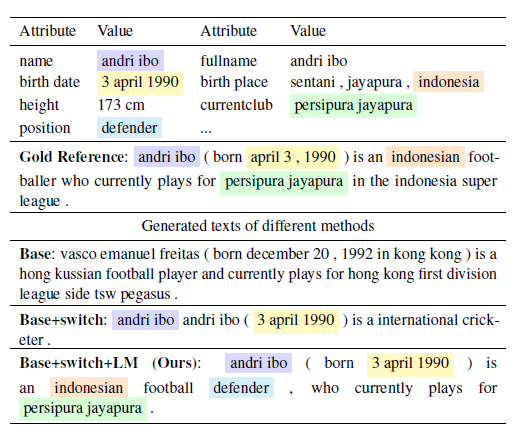 Attribute Value Attribute Value
name andri ibo fullname andri ibo
birth date 3 april 1990 birth place sentani , jayapura , indonesia
height 173 cm currentclub persipura jayapura
position defender ...
Gold Reference: andri ibo ( born april 3 , 1990 ) is an indonesian foot-
baller who currently plays for persipura jayapura in the indonesia super
league .
Generated texts of different methods
Base: vasco emanuel freitas ( born december 20 , 1992 in kong kong ) is a
hong kussian football player and currently plays for hong kong first division
league side tsw pegasus .
Base+switch: andri ibo andri ibo ( 3 april 1990 ) is a international crick-
eter .
Base+switch+LM (Ours): andri ibo ( born 3 april 1990 ) is
an indonesian football defender , who currently plays for
persipura jayapura .